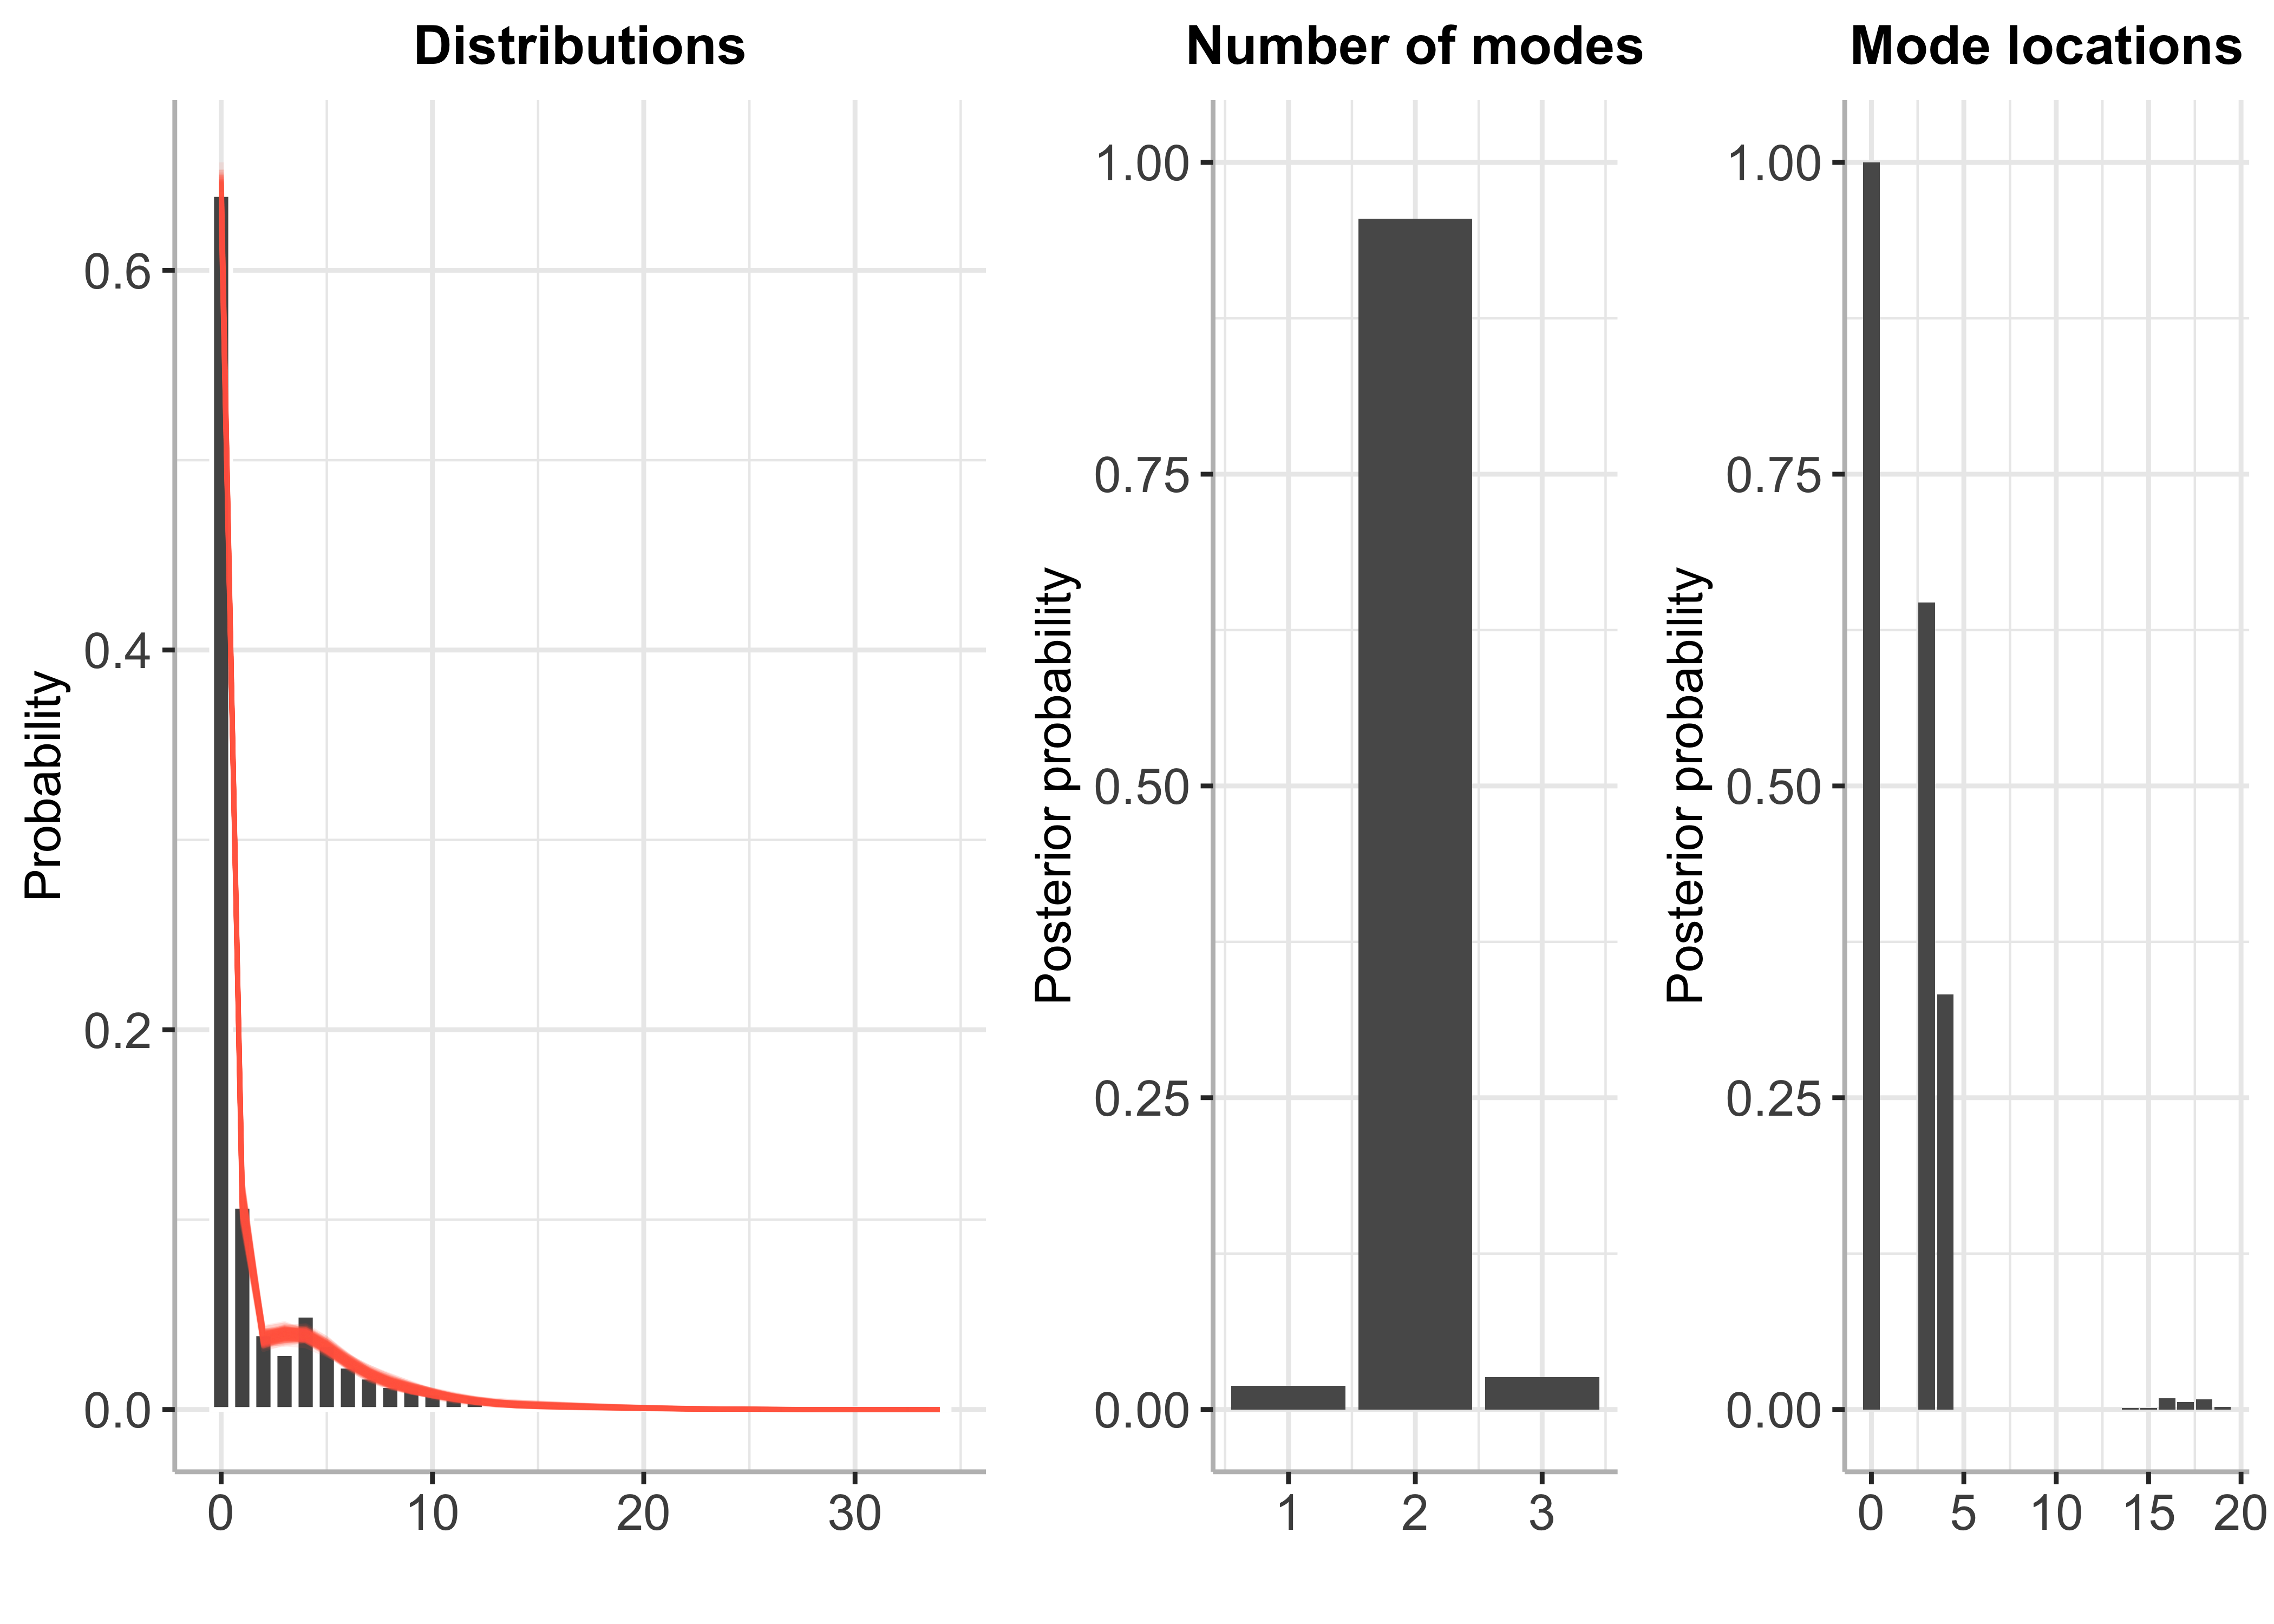 Distributions
Probability
0.6
0.4
0.2
0.0
0 10 20 30
Number of modes
Posterior probability
1.00
0.75
0.50
0.25
0.00
1 2 3
Mode locations
Posterior probability
1.00
0.75
0.50
0.25
0.00
0 5 10 15 20